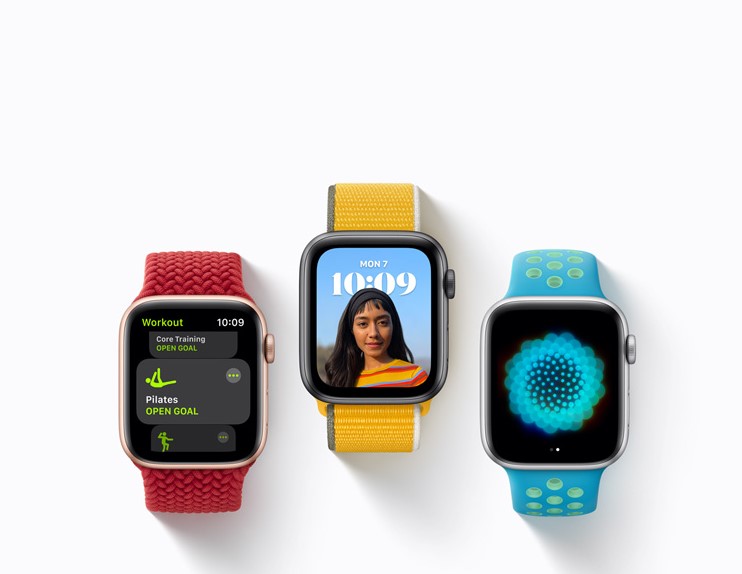 Workout
10:09
Core Training
OPEN GOAL
Pilates
OPEN GOAL
MON 7
10:09